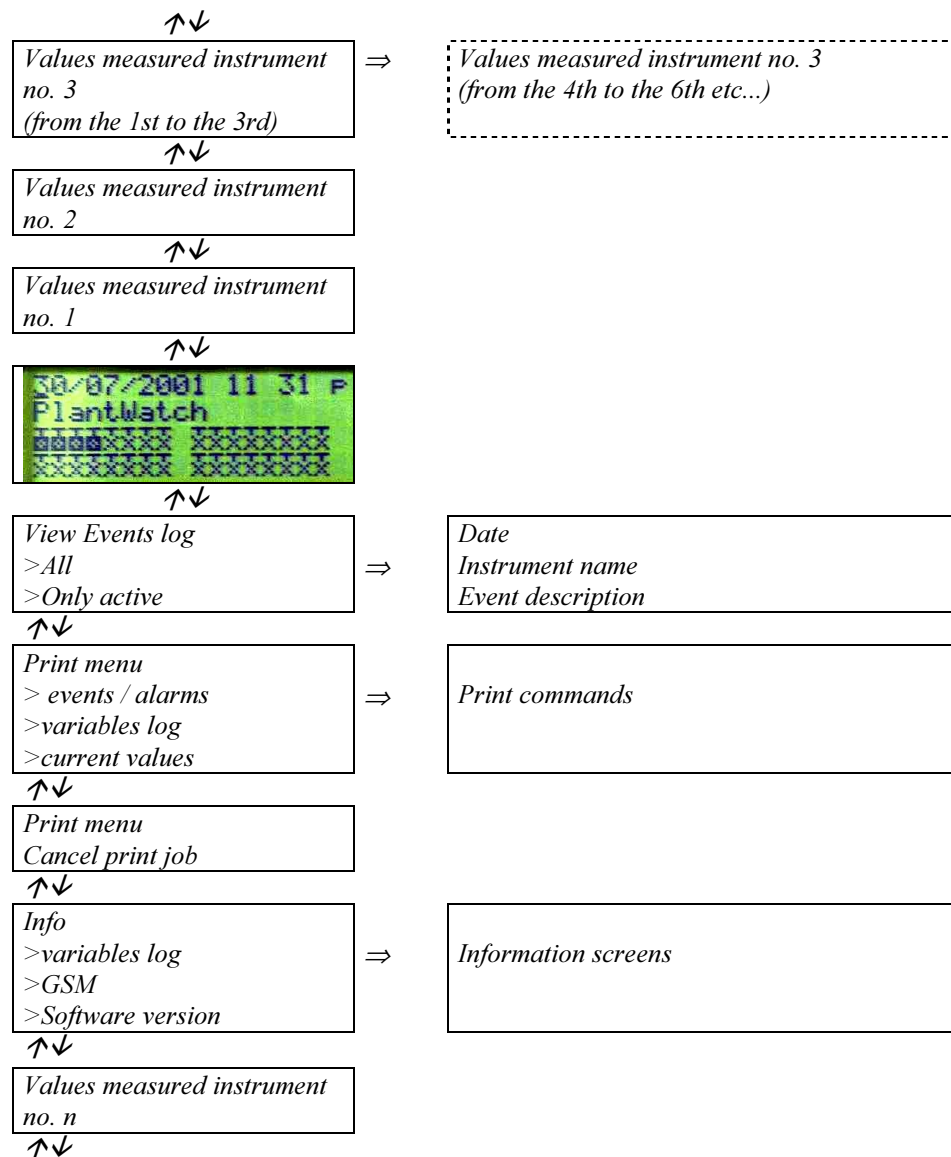 ↑↓
Values measured instrument ⇒ Values measured instrument no. 3
no. 3 (from the 4th to the 6th etc...)
(from the 1st to the 3rd)
↑↓
Values measured instrument
no. 2
↑↓
Values measured instrument
no. 1
↑↓
30/07/2001 11 31 P
PlantWatch
0000XXXX XXXXXXXX
XXXXXXXX XXXXXXXX
↑↓
View Events log Date
>All ⇒ Instrument name
>Only active Event description
↑↓
Print menu
> events / alarms ⇒ Print commands
>variables log
>current values
↑↓
Print menu
Cancel print job
↑↓
Info
>variables log ⇒ Information screens
>GSM
>Software version
↑↓
Values measured instrument
no. n
↑↓